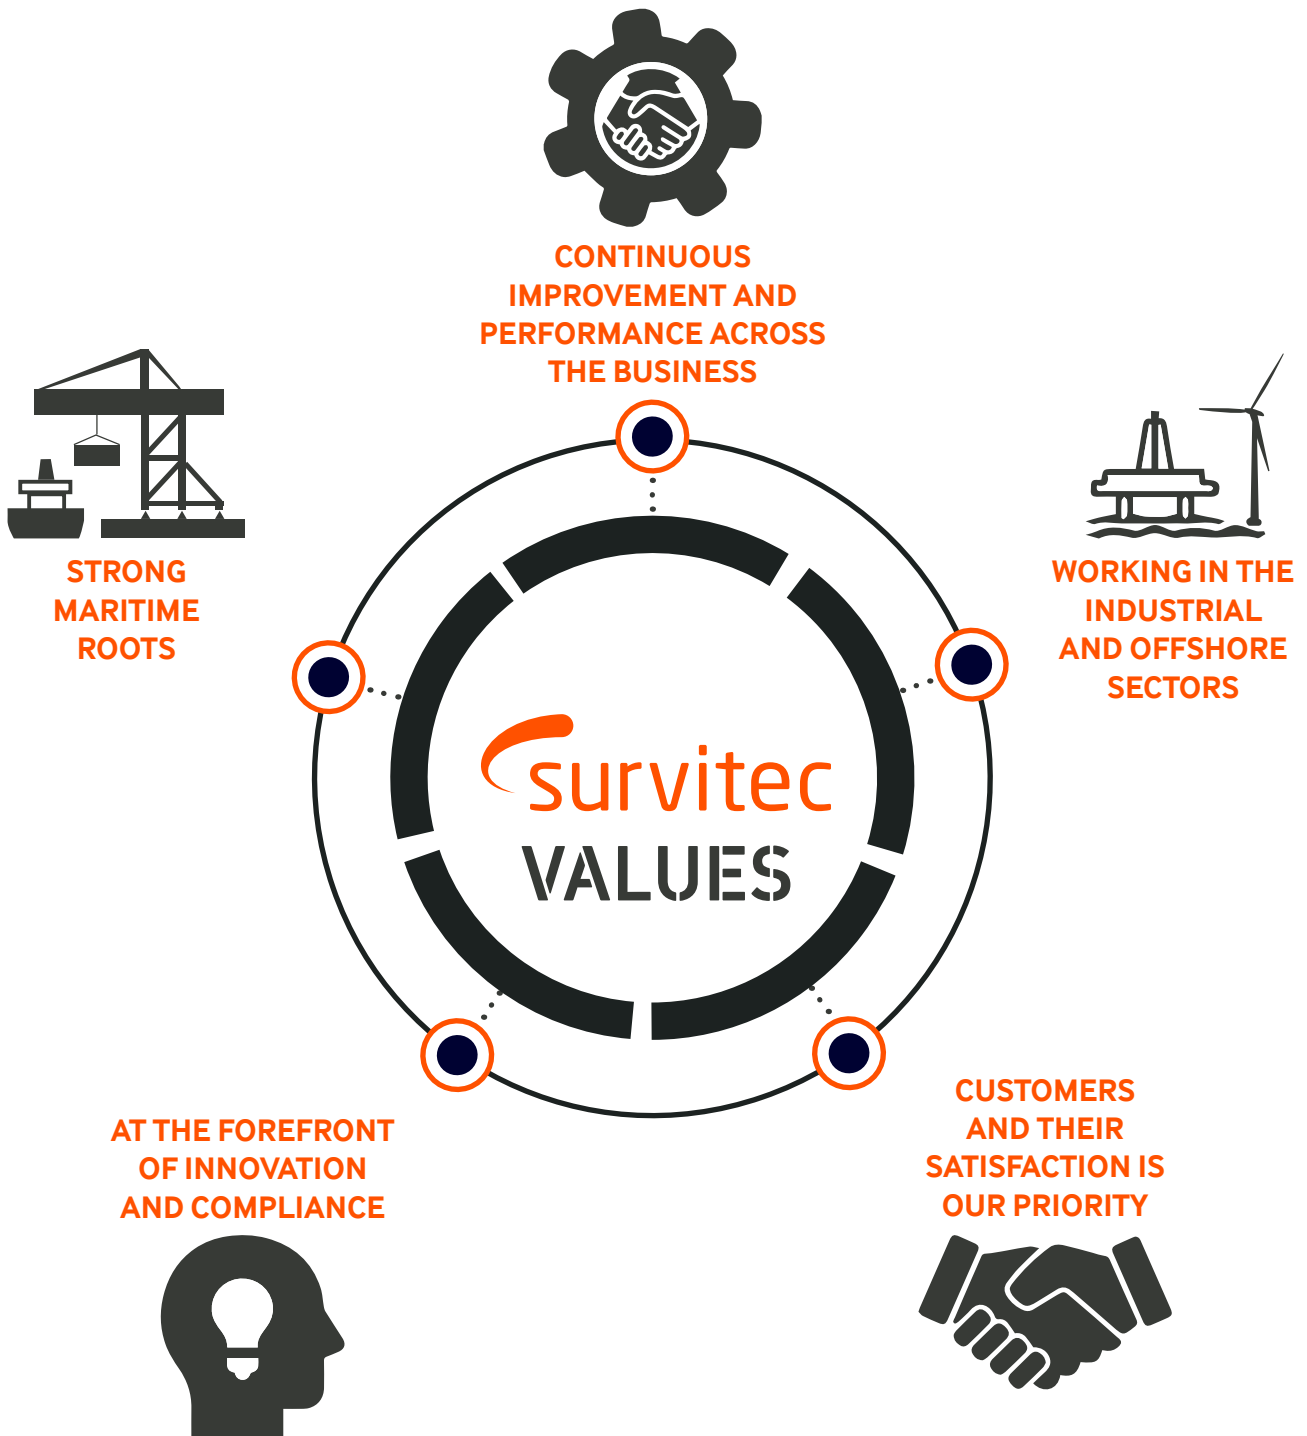 CONTINUOUS
IMPROVEMENT AND
PERFORMANCE ACROSS
THE BUSINESS
STRONG
MARITIME
ROOTS
WORKING IN THE
INDUSTRIAL
AND OFFSHORE
SECTORS
survitec
VALUES
AT THE FOREFRONT
OF INNOVATION
AND COMPLIANCE
CUSTOMERS
AND THEIR
SATISFACTION IS
OUR PRIORITY